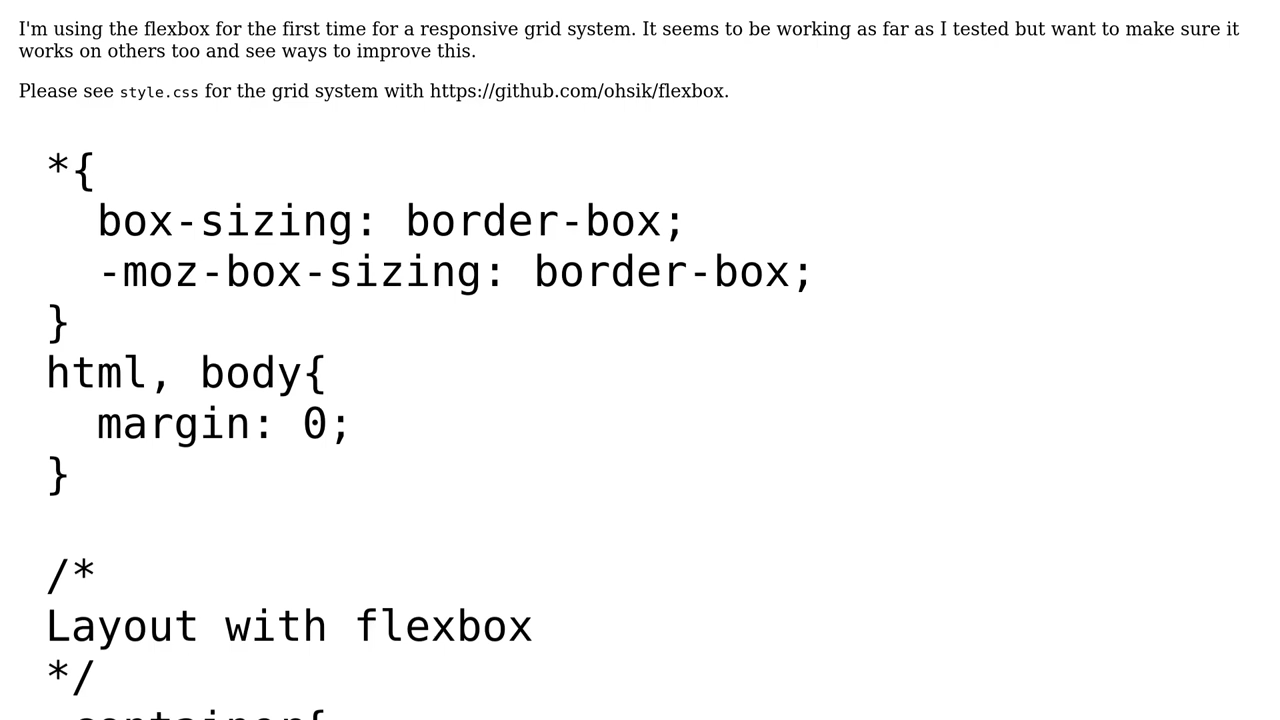 I'm using the flexbox for the first time for a responsive grid system. It seems to be working as far as I tested but want to make sure it
works on others too and see ways to improve this.
Please see style.css for the grid system with https://github.com/ohsik/flexbox.
*{
  box-sizing: border-box;
  -moz-box-sizing: border-box;
}
html, body{
  margin: 0;
}
/*
Layout with flexbox
*/
.container{